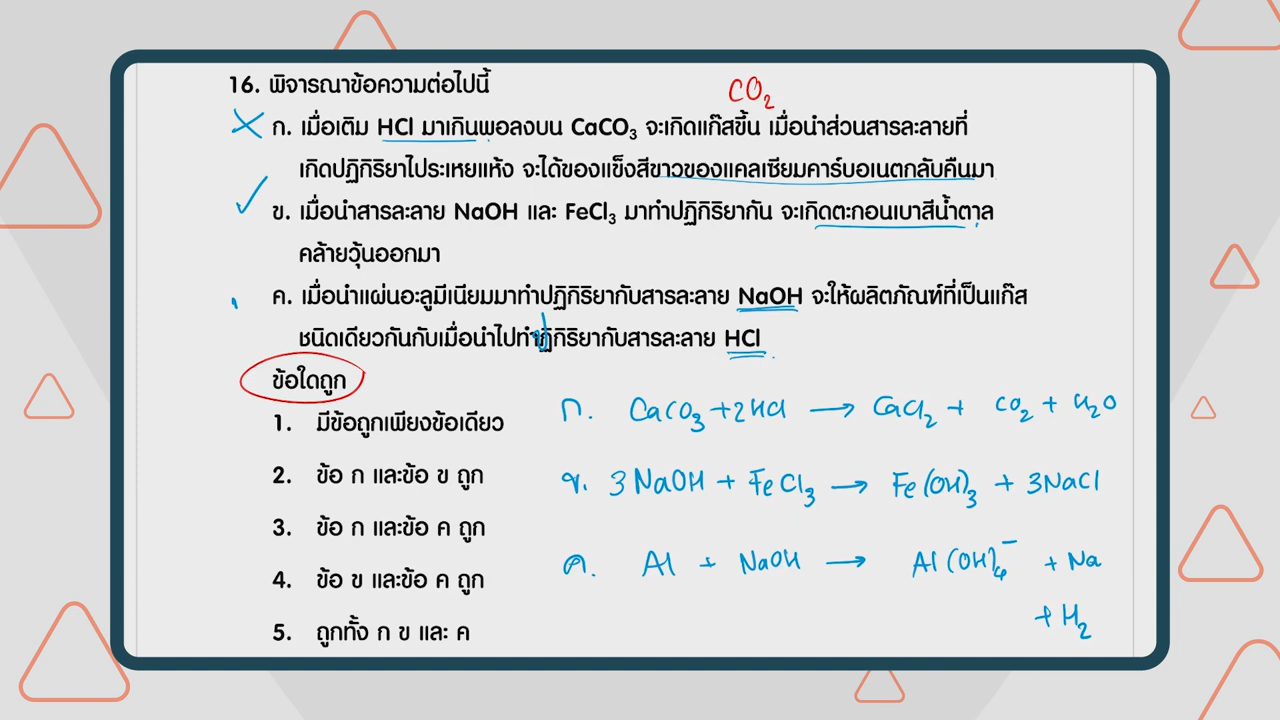 16. พิจารณาข้อความต่อไปนี้
CO₂
ก. เมื่อเติม HCl มาเกินพอลงบน CaCO₃ จะเกิดแก๊สขึ้น เมื่อนำส่วนสารละลายที่
เกิดปฏิกิริยาไประเหยแห้ง จะได้ของแข็งสีขาวของแคลเซียมคาร์บอเนตกลับคืนมา
ข. เมื่อนำสารละลาย NaOH และ FeCl₃ มาทำปฏิกิริยากัน จะเกิดตะกอนเบาสีน้ำตาล
คล้ายวุ้นออกมา
ค. เมื่อนำแผ่นอะลูมีเนียมมาทำปฏิกิริยากับสารละลาย NaOH จะให้ผลิตภัณฑ์ที่เป็นแก๊ส
ชนิดเดียวกันกับเมื่อนำไปทำปฏิกิริยากับสารละลาย HCl
ข้อใดถูก
1. มีข้อถูกเพียงข้อเดียว
2. ข้อ ก และข้อ ข ถูก
3. ข้อ ก และข้อ ค ถูก
4. ข้อ ข และข้อ ค ถูก
5. ถูกทั้ง ก ข และ ค
ก. CaCO₃ + 2HCl → CaCl₂ + CO₂ + H₂O
ข. 3NaOH + FeCl₃ → Fe(OH)₃ + 3NaCl
ค. Al + NaOH → Al(OH)₄⁻ + Na
+ H₂